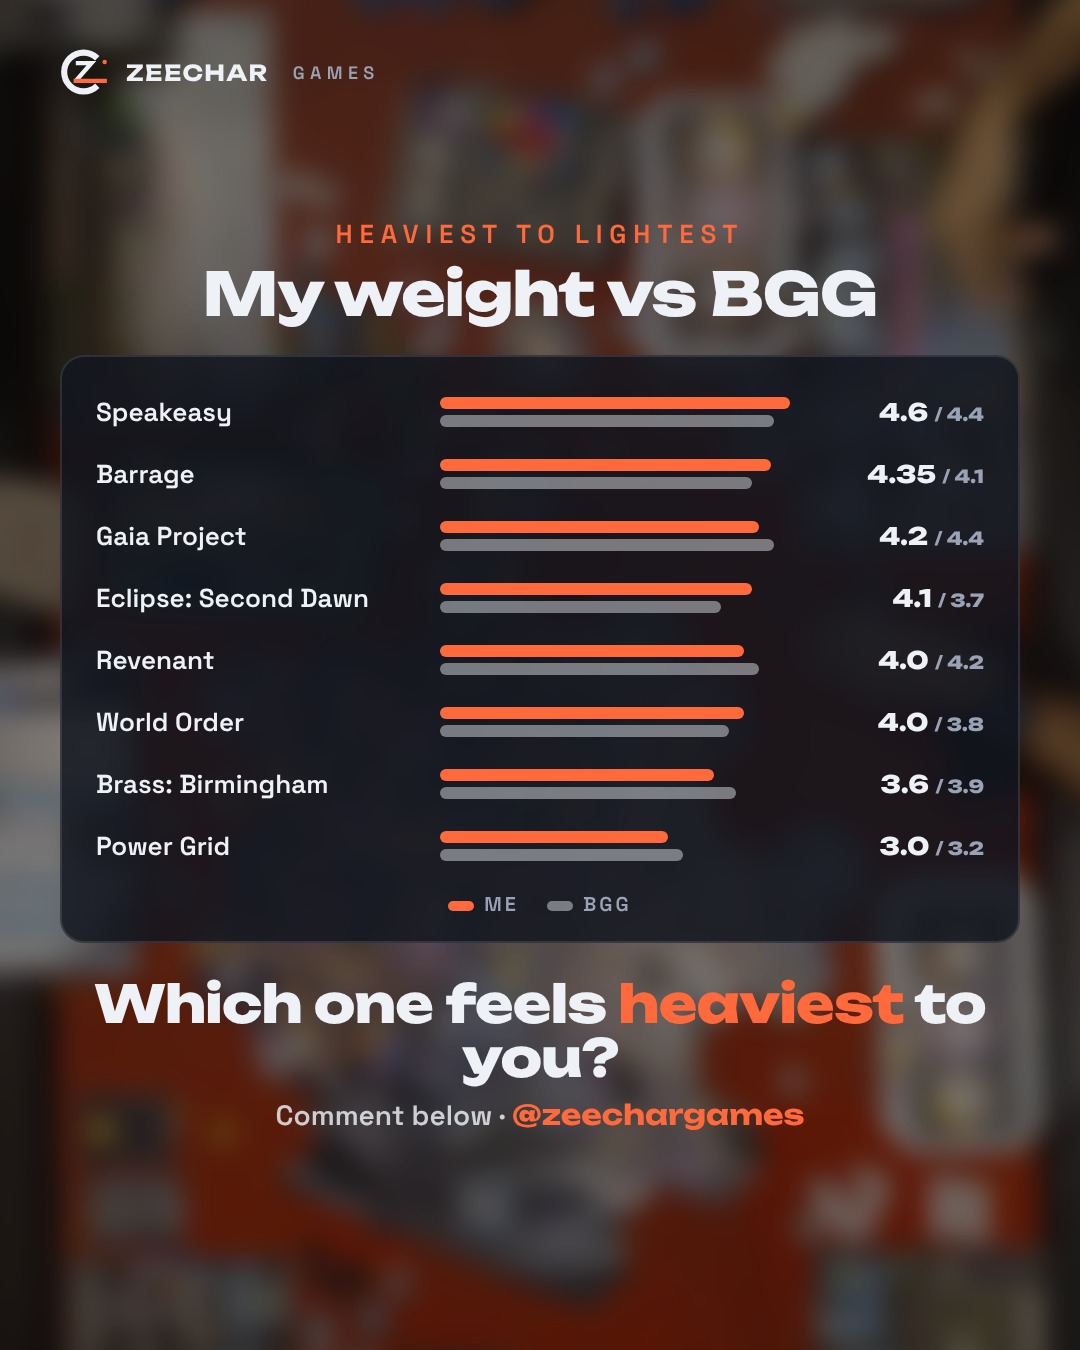 ZEECHAR GAMES
HEAVIEST TO LIGHTEST
My weight vs BGG
Speakeasy 4.6 / 4.4
Barrage 4.35 / 4.1
Gaia Project 4.2 / 4.4
Eclipse: Second Dawn 4.1 / 3.7
Revenant 4.0 / 4.2
World Order 4.0 / 3.8
Brass: Birmingham 3.6 / 3.9
Power Grid 3.0 / 3.2
ME BGG
Which one feels heaviest to
you?
Comment below · @zeechargames